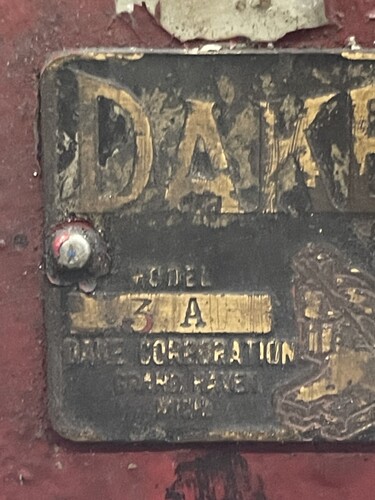 DAKE
MODEL
3 A
DAKE CORPORATION
GRAND HAVEN
MICH.